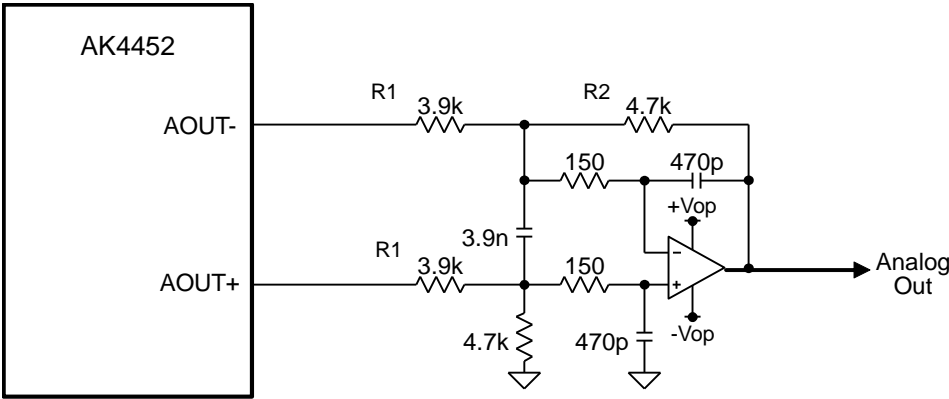 AK4452
R1
3.9k
R2
4.7k
AOUT-
150
470p
+Vop
3.9n
R1
3.9k
150
AOUT+
Analog
Out
4.7k
470p
-Vop